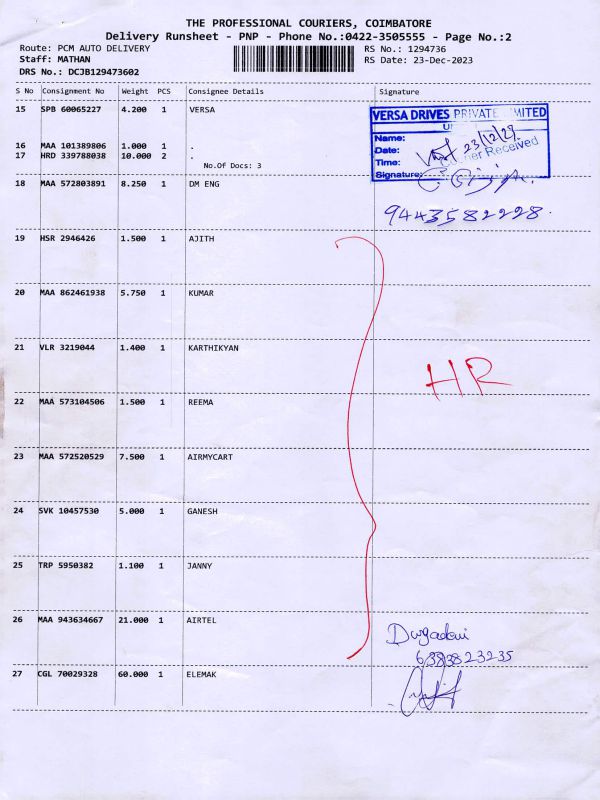 THE PROFESSIONAL COURIERS, COIMBATORE
Delivery Runsheet - PNP - Phone No.:0422-3505555 - Page No.:2
Route: PCM AUTO DELIVERY RS No.: 1294736
Staff: MATHAN RS Date: 23-Dec-2023
DRS No.: DCJB129473602
S No Consignment No Weight PCS Consignee Details Signature
15 SPB 60065227 4.200 1 VERSA
VERSA DRIVES PRIVATE LIMITED
Name:
Date: 23/12/
Time: Received
Signature:
16 MAA 101389806 1.000 1 .
17 HRD 339788038 10.000 2 .
No.Of Docs: 3
18 MAA 572803891 8.250 1 DM ENG
9443582228.
19 HSR 2946426 1.500 1 AJITH
20 MAA 862461938 5.750 1 KUMAR
21 VLR 3219044 1.400 1 KARTHIKYAN
HR
22 MAA 573104506 1.500 1 REEMA
23 MAA 572520529 7.500 1 AIRMYCART
24 SVK 10457530 5.000 1 GANESH
25 TRP 5950382 1.100 1 JANNY
26 MAA 943634667 21.000 1 AIRTEL
Durgadevi
6383823235
27 CGL 70029328 60.000 1 ELEMAK